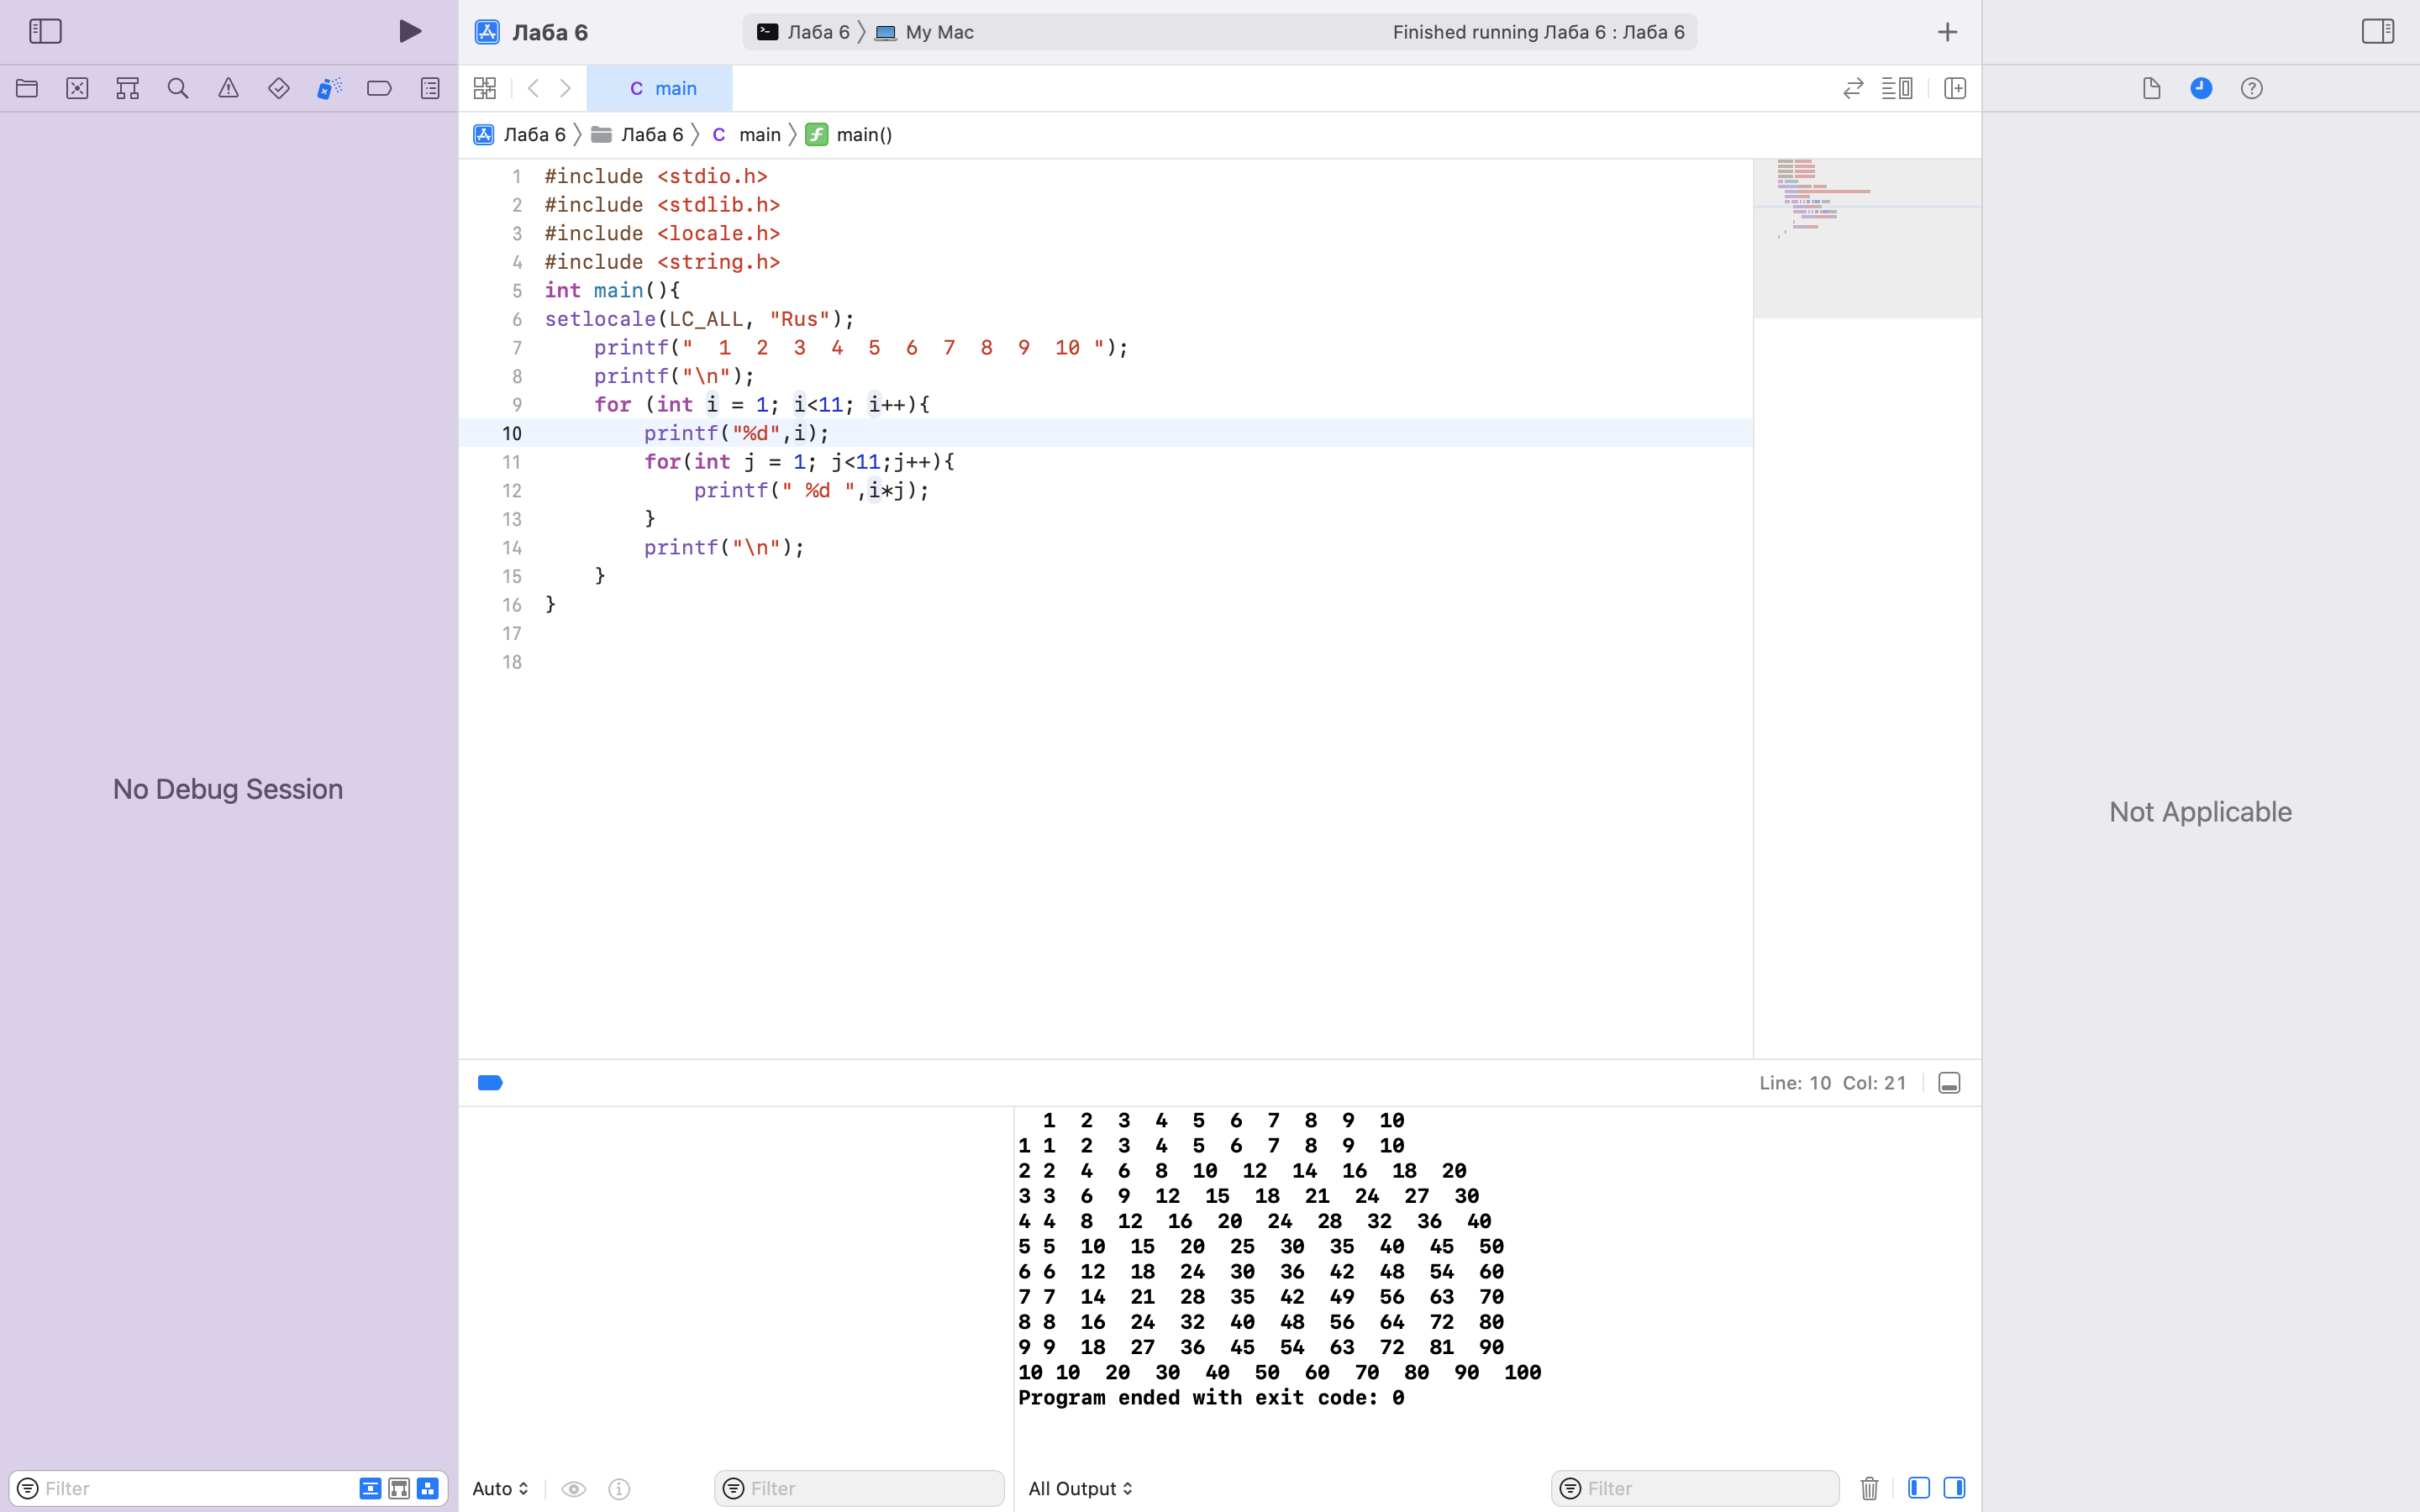 Лаба 6
Лаба 6 〉 My Mac
Finished running Лаба 6 : Лаба 6
C main
Лаба 6 〉 Лаба 6 〉 C main 〉 f main()
1 #include <stdio.h>
2 #include <stdlib.h>
3 #include <locale.h>
4 #include <string.h>
5 int main(){
6 setlocale(LC_ALL, "Rus");
7     printf("  1  2  3  4  5  6  7  8  9  10 ");
8     printf("\n");
9     for (int i = 1; i<11; i++){
10         printf("%d",i);
11         for(int j = 1; j<11;j++){
12             printf(" %d ",i*j);
13         }
14         printf("\n");
15     }
16 }
17
18
No Debug Session
Not Applicable
Line: 10  Col: 21
  1  2  3  4  5  6  7  8  9  10
1 1  2  3  4  5  6  7  8  9  10
2 2  4  6  8  10  12  14  16  18  20
3 3  6  9  12  15  18  21  24  27  30
4 4  8  12  16  20  24  28  32  36  40
5 5  10  15  20  25  30  35  40  45  50
6 6  12  18  24  30  36  42  48  54  60
7 7  14  21  28  35  42  49  56  63  70
8 8  16  24  32  40  48  56  64  72  80
9 9  18  27  36  45  54  63  72  81  90
10 10  20  30  40  50  60  70  80  90  100
Program ended with exit code: 0
Filter
Auto
Filter
All Output
Filter